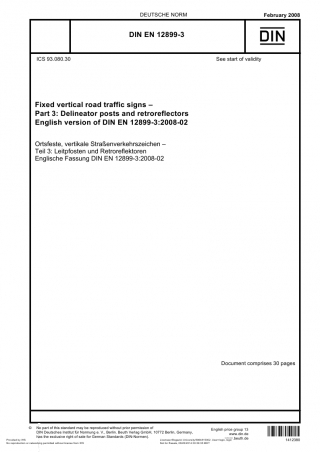 DEUTSCHE NORM
February 2008
DIN EN 12899-3
DIN
ICS 93.080.30
See start of validity
Fixed vertical road traffic signs –
Part 3: Delineator posts and retroreflectors
English version of DIN EN 12899-3:2008-02
Ortsfeste, vertikale Straßenverkehrszeichen –
Teil 3: Leitpfosten und Retroreflektoren
Englische Fassung DIN EN 12899-3:2008-02
Document comprises 30 pages
© No part of this standard may be reproduced without prior permission of
DIN Deutsches Institut für Normung e. V., Berlin. Beuth Verlag GmbH, 10772 Berlin, Germany,
has the exclusive right of sale for German Standards (DIN-Normen).
English price group 13
www.din.de
beuth.de